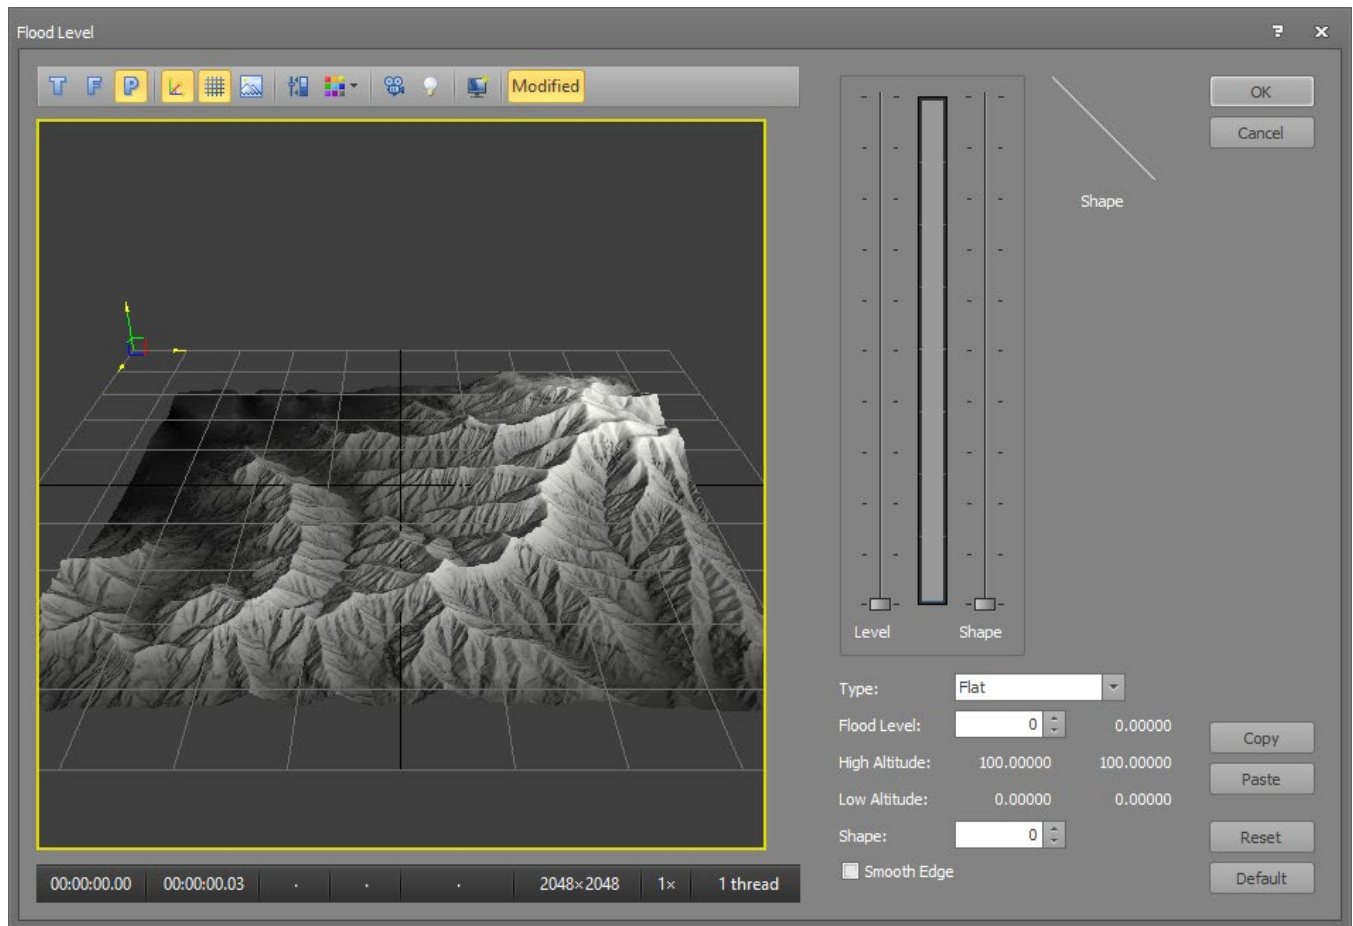 Flood Level
T F P Modified
OK
Cancel
Shape
Level Shape
Type: Flat
Flood Level: 0 0.00000
High Altitude: 100.00000 100.00000
Low Altitude: 0.00000 0.00000
Shape: 0
Smooth Edge
Copy
Paste
Reset
Default
00:00:00.00 00:00:00.03 . . . 2048×2048 1× 1 thread